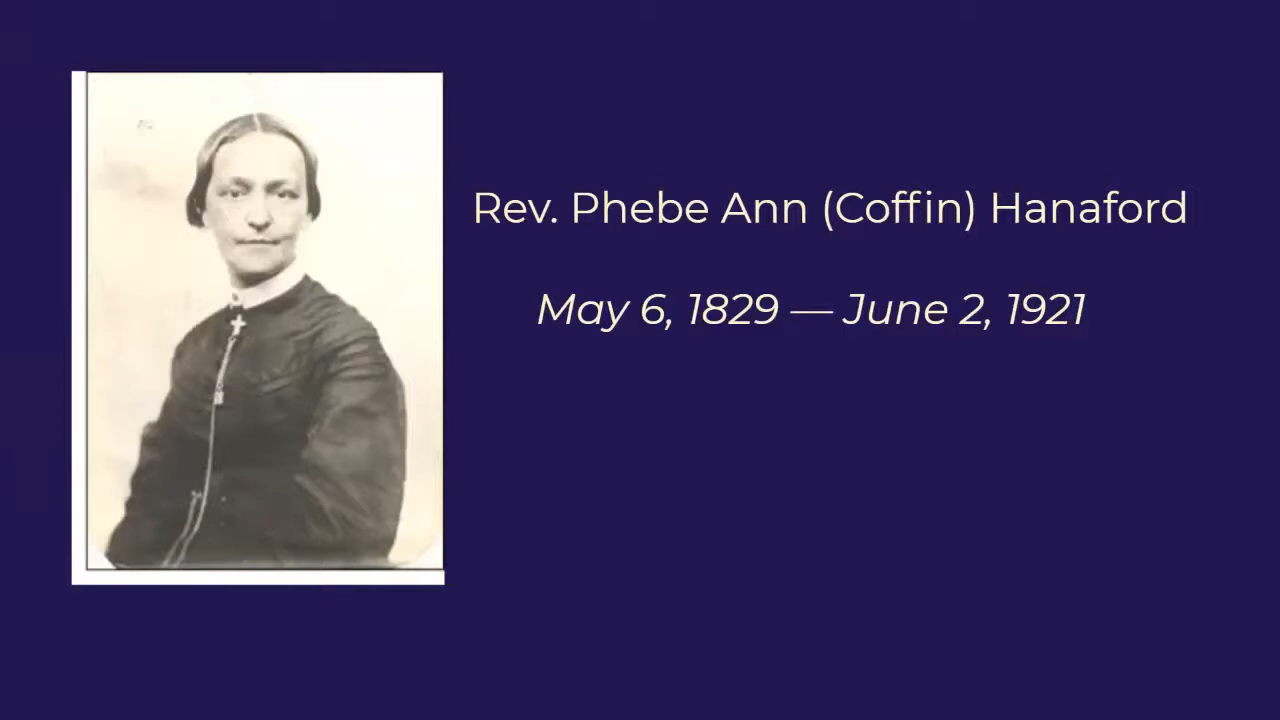 Rev. Phebe Ann (Coffin) Hanaford
May 6, 1829 — June 2, 1921